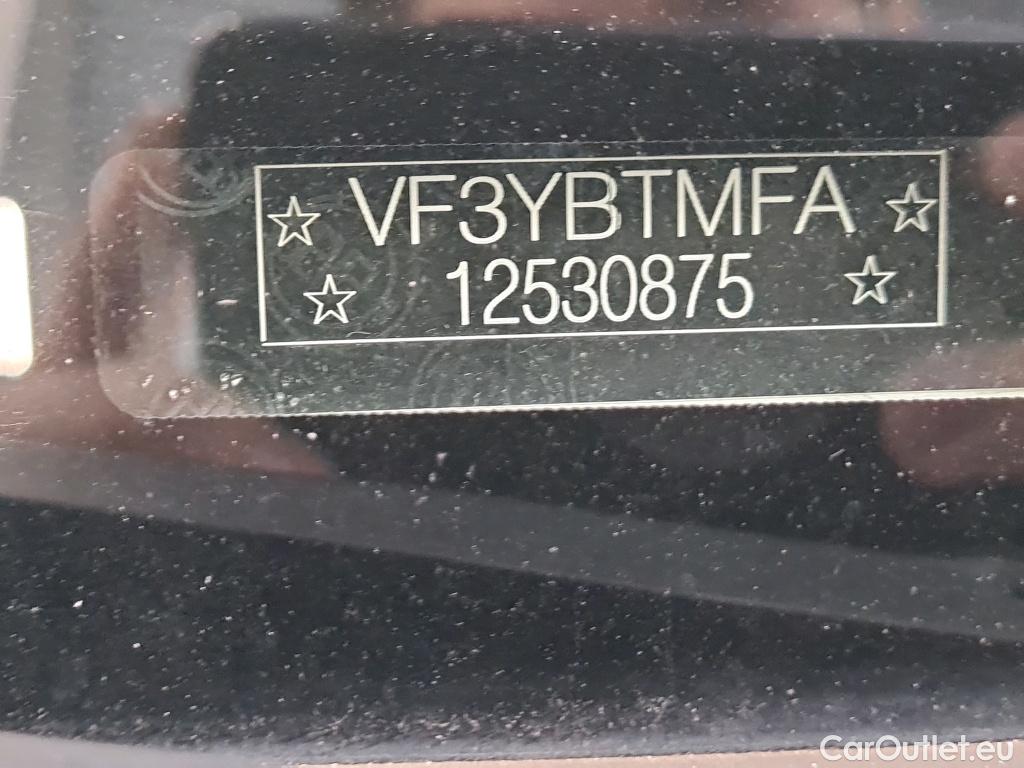 ☆ VF3YBTMFA ☆
☆ 12530875 ☆
CarOutlet.eu